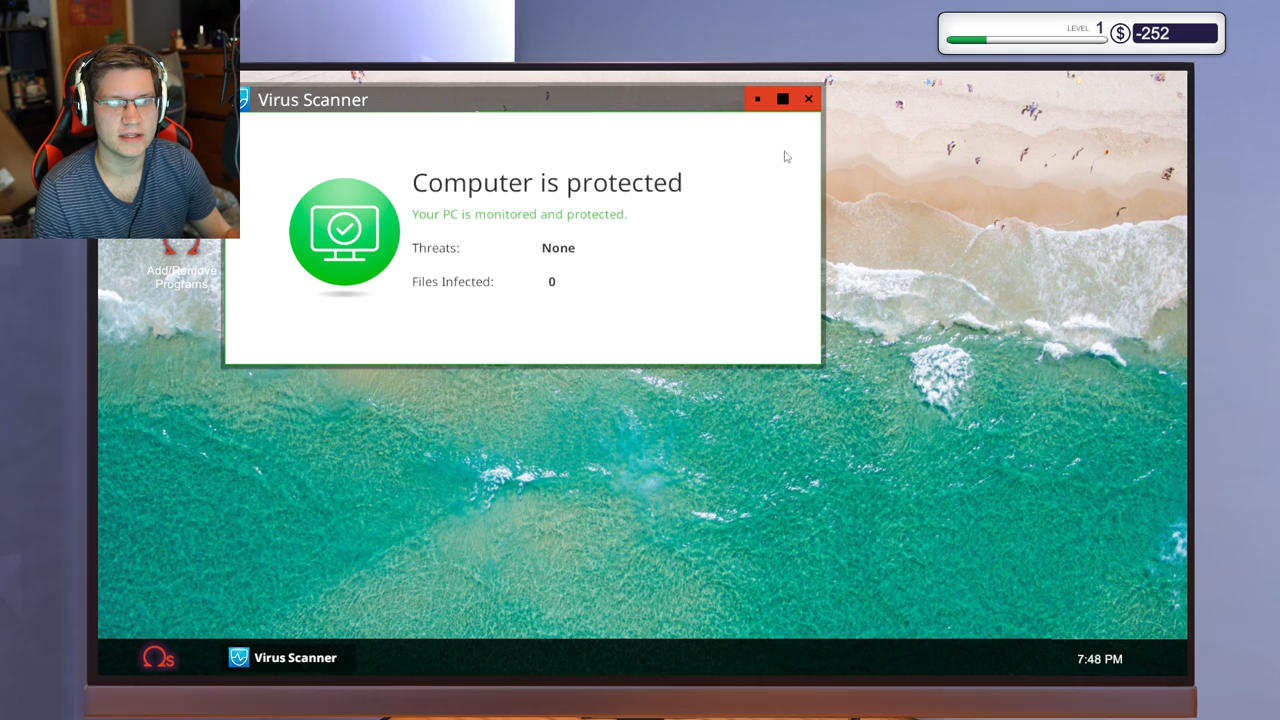 LEVEL 1 $ -252
Virus Scanner
Computer is protected
Your PC is monitored and protected.
Threats: None
Files Infected: 0
Add/Remove
Programs
Ωs Virus Scanner 7:48 PM